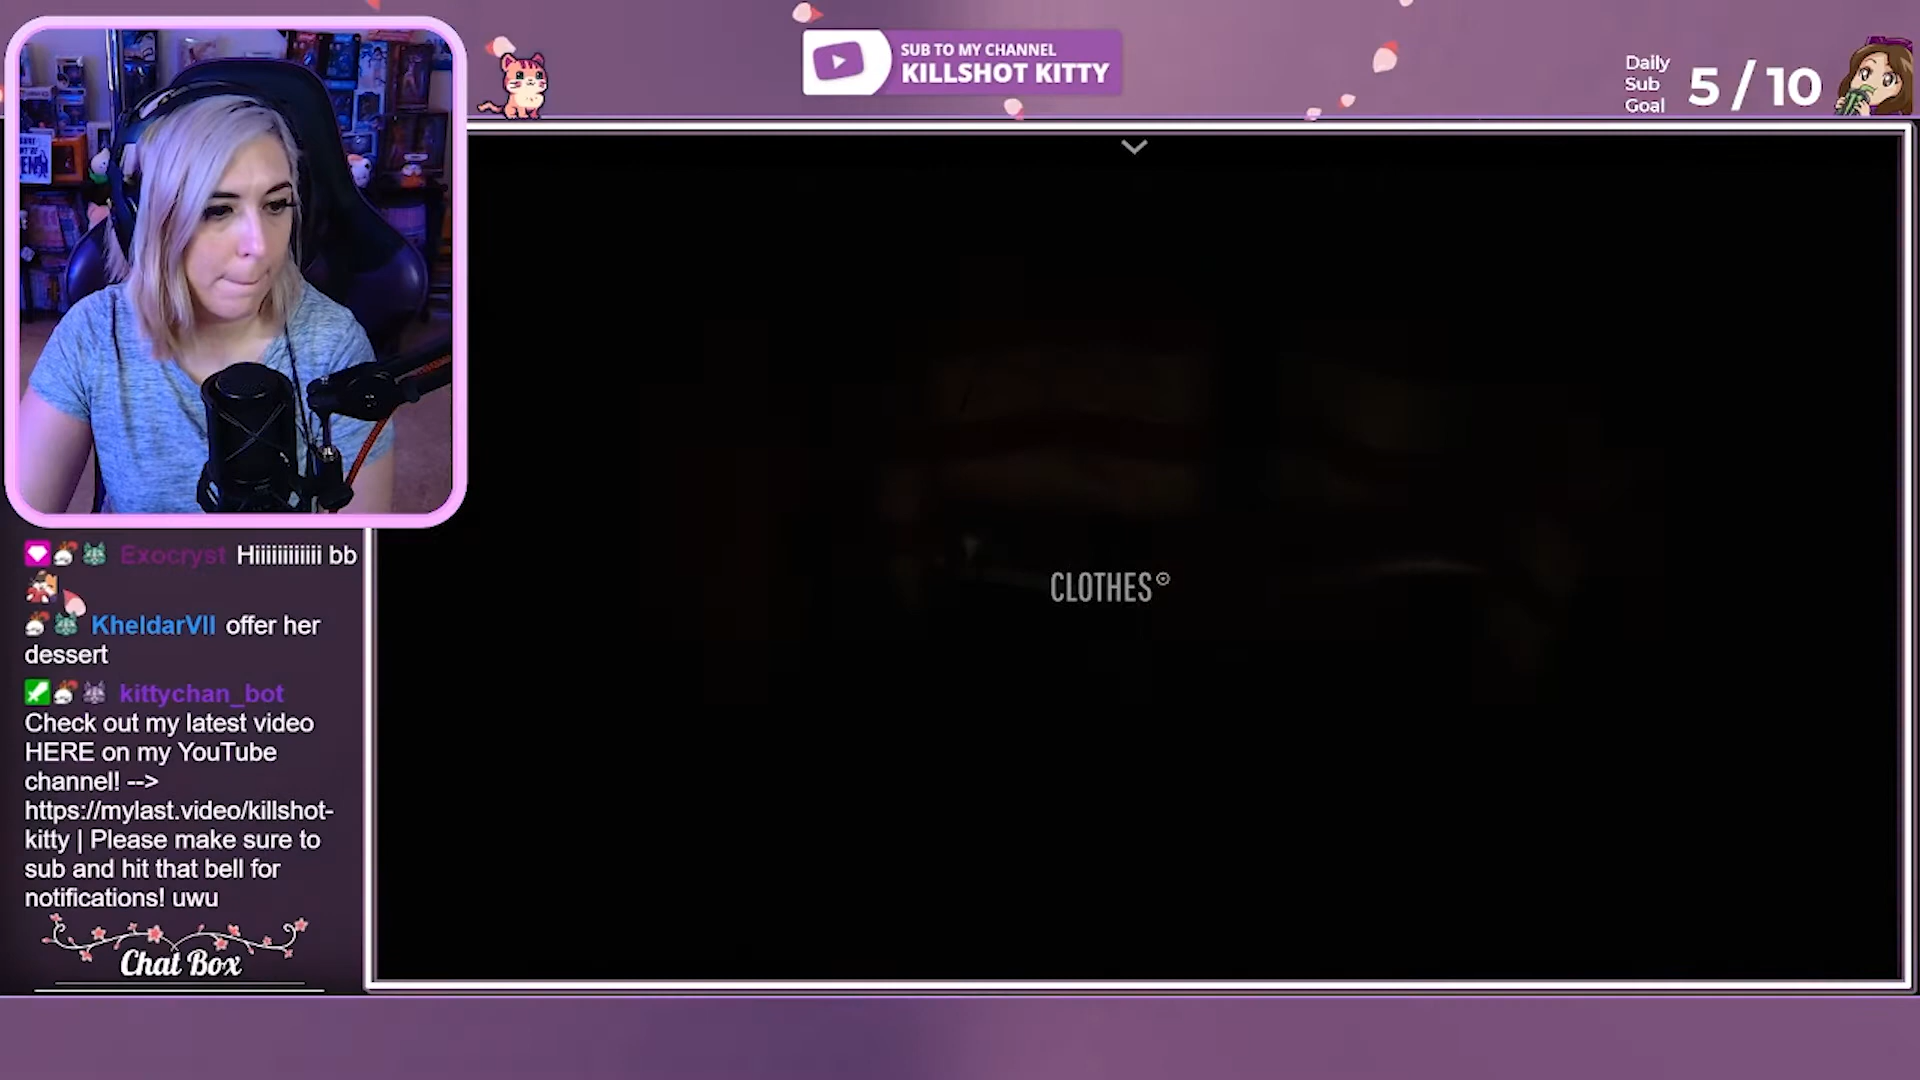 SUB TO MY CHANNEL
KILLSHOT KITTY
Daily
Sub
Goal
5 / 10
CLOTHES
Exocryst Hiiiiiiiiiiii bb
KheldarVII offer her
dessert
kittychan_bot
Check out my latest video
HERE on my YouTube
channel! -->
https://mylast.video/killshot-
kitty | Please make sure to
sub and hit that bell for
notifications! uwu
Chat Box